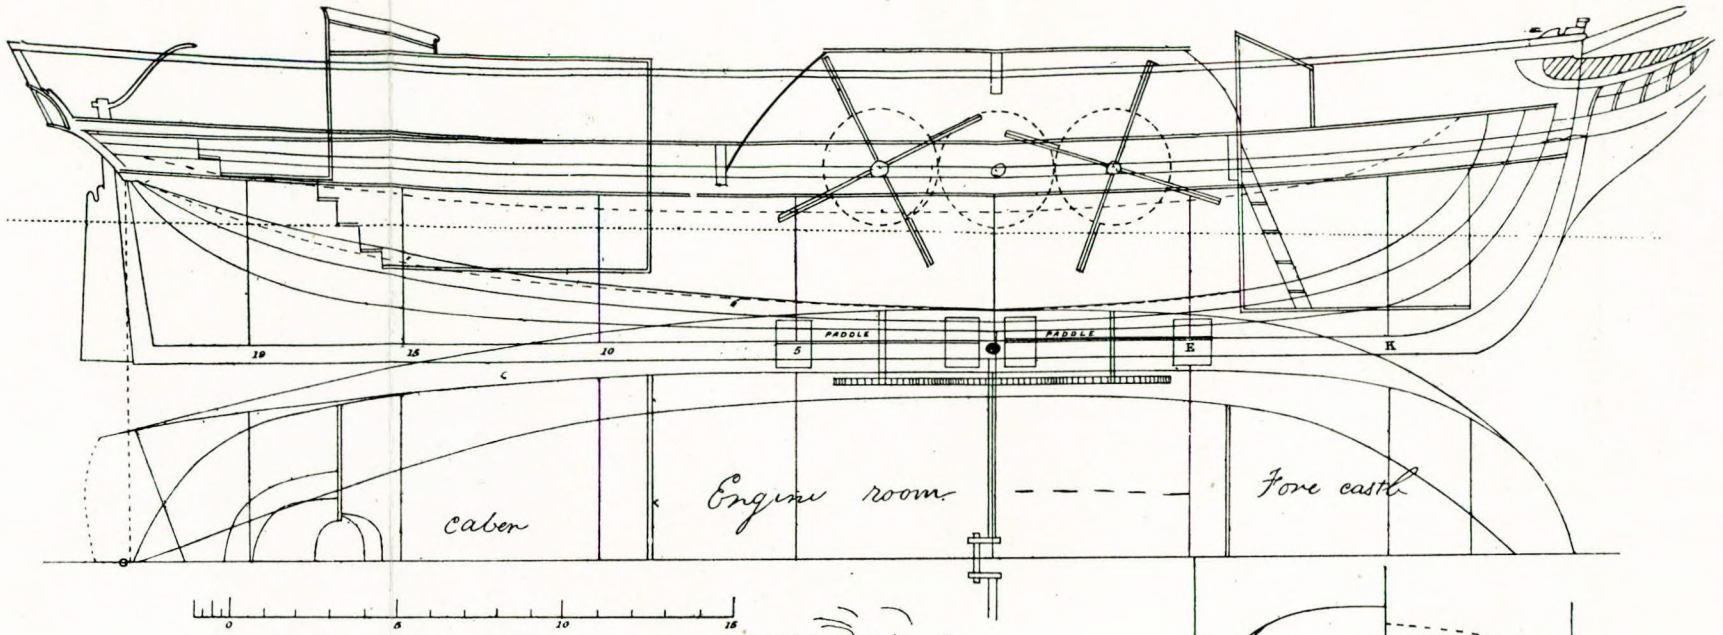 PADDLE PADDLE
19 15 10 5 E K
caben Engine room Fore castle
0 5 10 15